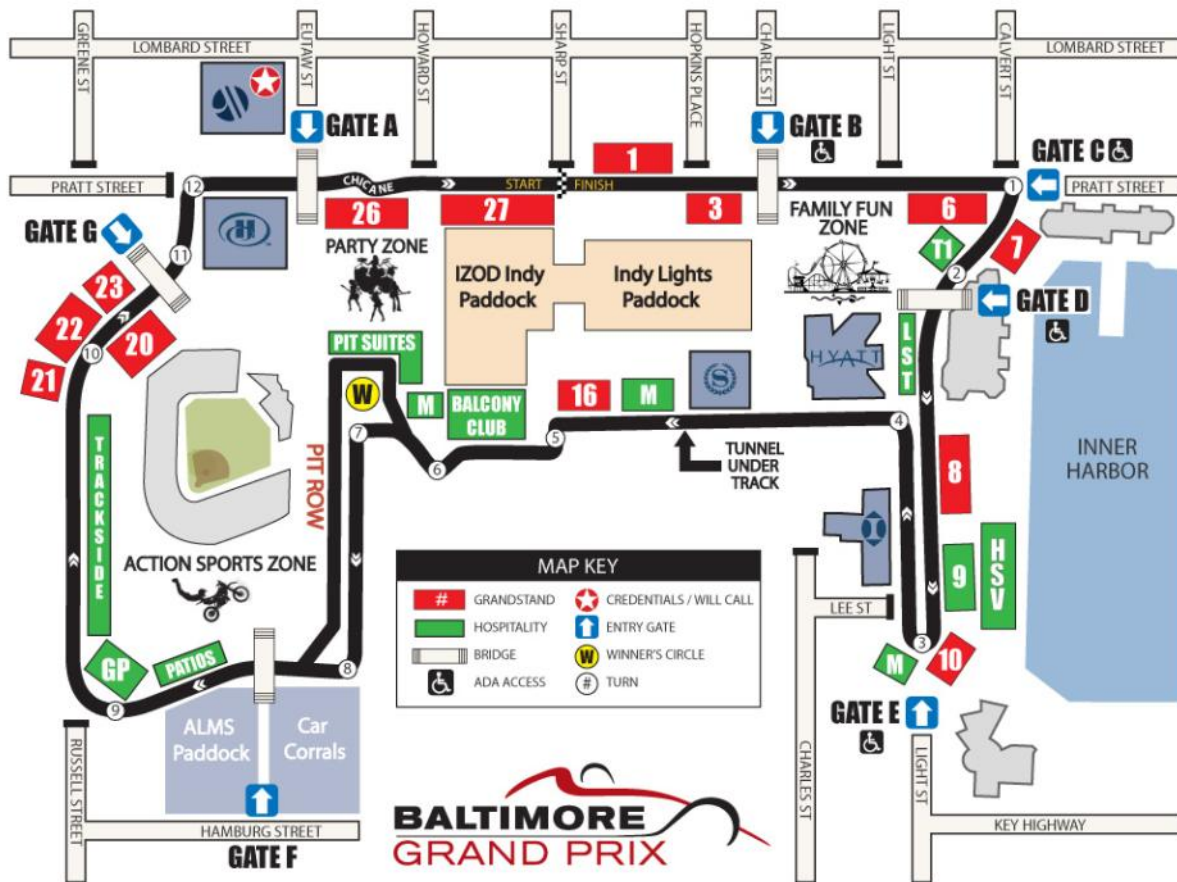 GREENE ST
EUTAW ST
HOWARD ST
SHARP ST
HOPKINS PLACE
CHARLES ST
LIGHT ST
CALVERT ST
LOMBARD STREET
LOMBARD STREET
GATE A
GATE B
GATE C
1
PRATT STREET
12
CHICANE
START
FINISH
1
PRATT STREET
26
27
3
6
7
GATE G
H
11
PARTY ZONE
IZOD Indy
Paddock
Indy Lights
Paddock
FAMILY FUN
ZONE
T1
2
GATE D
23
22
20
21
10
PIT SUITES
W
M
BALCONY
CLUB
16
M
S
HYATT
LST
7
6
5
4
TUNNEL
UNDER
TRACK
INNER
HARBOR
TRACKSIDE
PIT ROW
8
9
HSV
ACTION SPORTS ZONE
MAP KEY
# GRANDSTAND
CREDENTIALS / WILL CALL
HOSPITALITY
ENTRY GATE
BRIDGE
W WINNER'S CIRCLE
ADA ACCESS
# TURN
LEE ST
3
M
10
GP
PATIOS
8
9
ALMS
Paddock
Car
Corrals
GATE E
RUSSELL STREET
CHARLES ST
LIGHT ST
HAMBURG STREET
GATE F
KEY HIGHWAY
BALTIMORE
GRAND PRIX